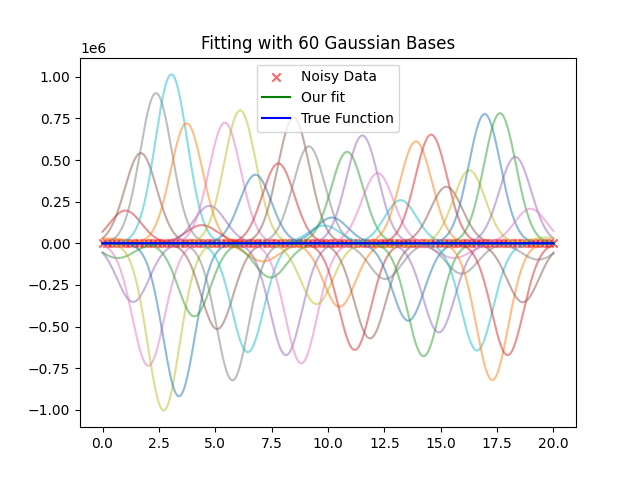 Fitting with 60 Gaussian Bases
1e6
Noisy Data
Our fit
True Function
1.00
0.75
0.50
0.25
0.00
−0.25
−0.50
−0.75
−1.00
0.0 2.5 5.0 7.5 10.0 12.5 15.0 17.5 20.0